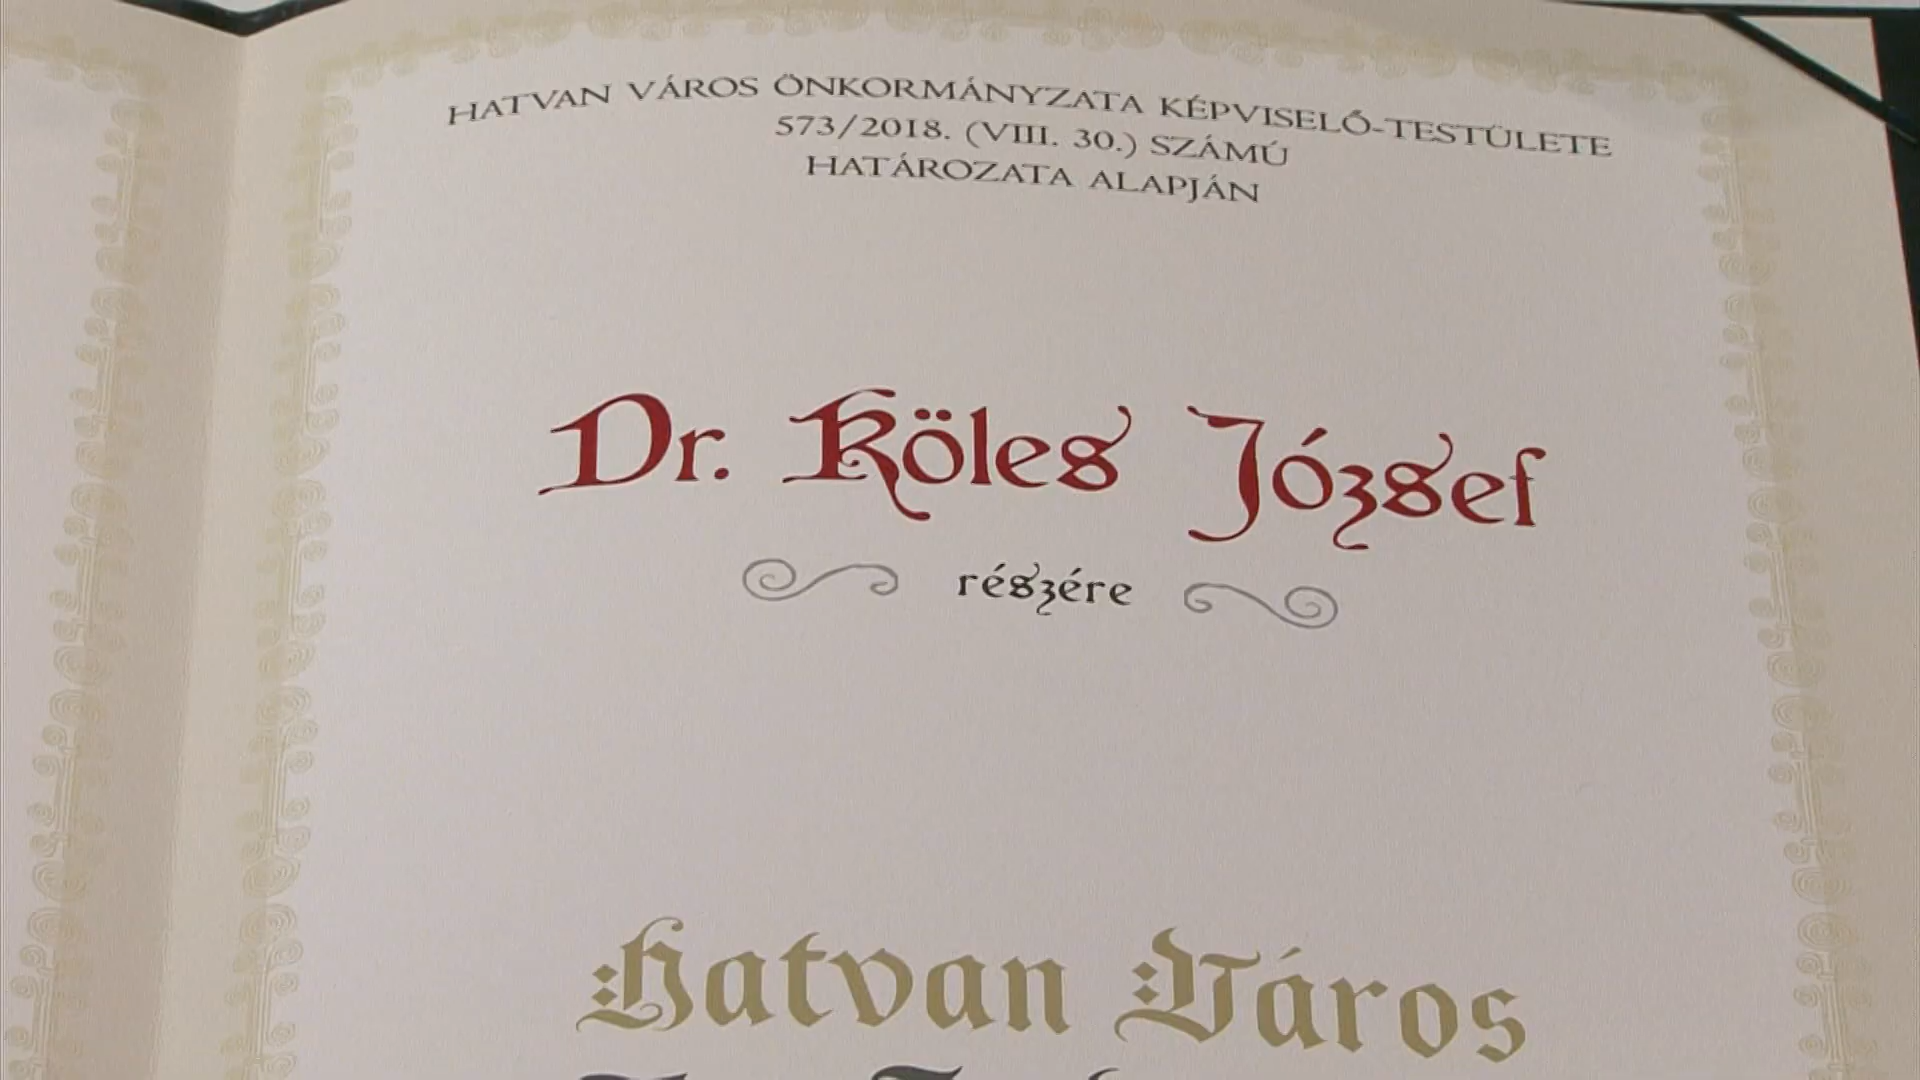 HATVAN VÁROS ÖNKORMÁNYZATA KÉPVISELŐ-TESTÜLETE
573/2018. (VIII. 30.) SZÁMÚ
HATÁROZATA ALAPJÁN
Dr. Köles József
részére
Hatvan Város